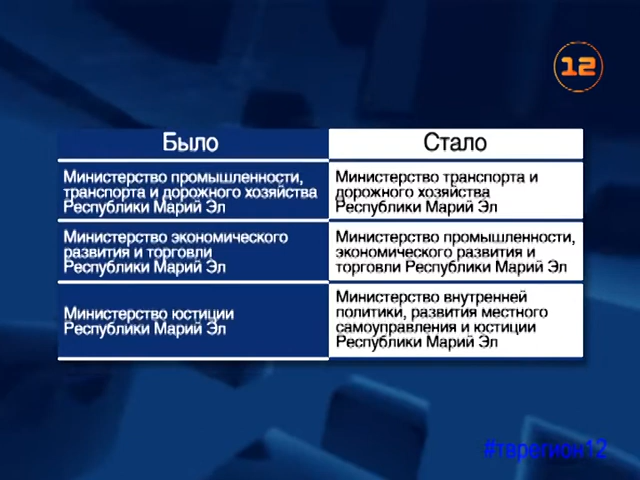 12
Было
Стало
Министерство промышленности,
транспорта и дорожного хозяйства
Республики Марий Эл
Министерство транспорта и
дорожного хозяйства
Республики Марий Эл
Министерство экономического
развития и торговли
Республики Марий Эл
Министерство промышленности,
экономического развития и
торговли Республики Марий Эл
Министерство юстиции
Республики Марий Эл
Министерство внутренней
политики, развития местного
самоуправления и юстиции
Республики Марий Эл
#тврегион12